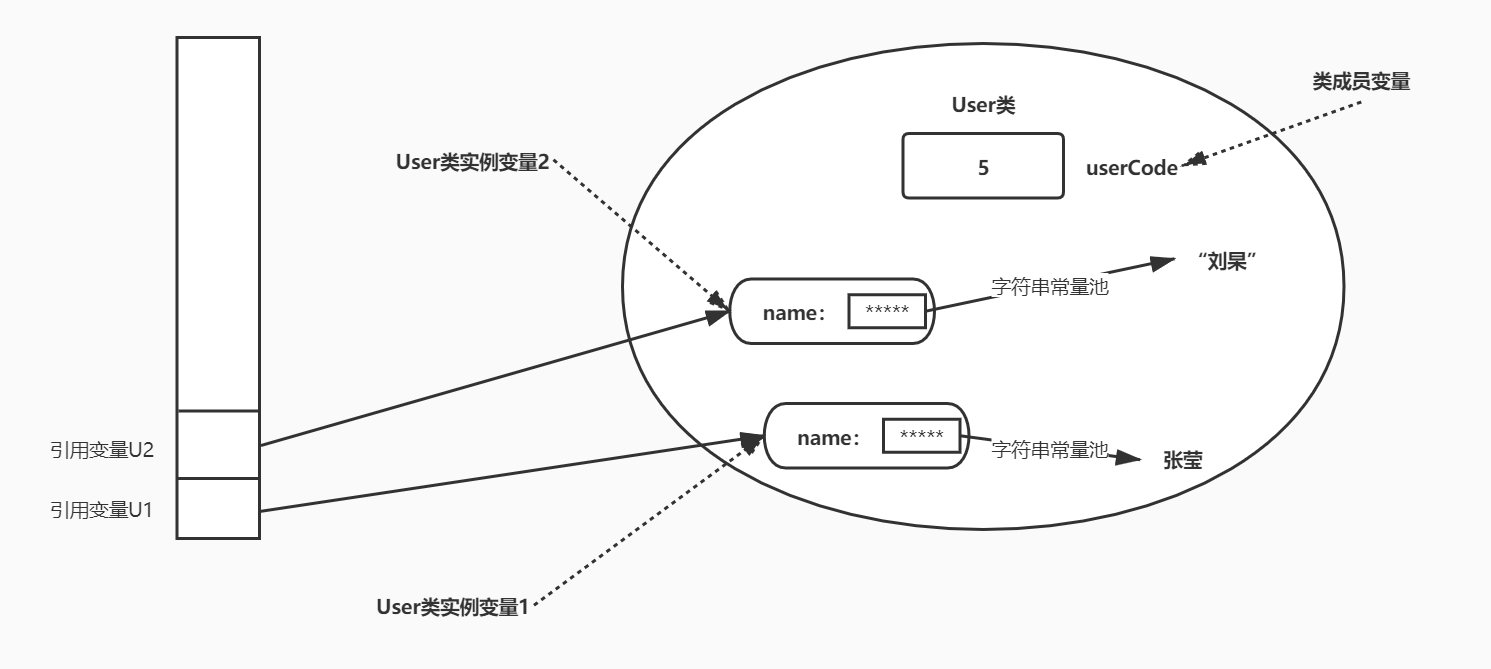 类成员变量
User类
User类实例变量2
5
userCode
“刘杲”
字符串常量池
name：
*****
name：
*****
引用变量U2
字符串常量池
张莹
引用变量U1
User类实例变量1